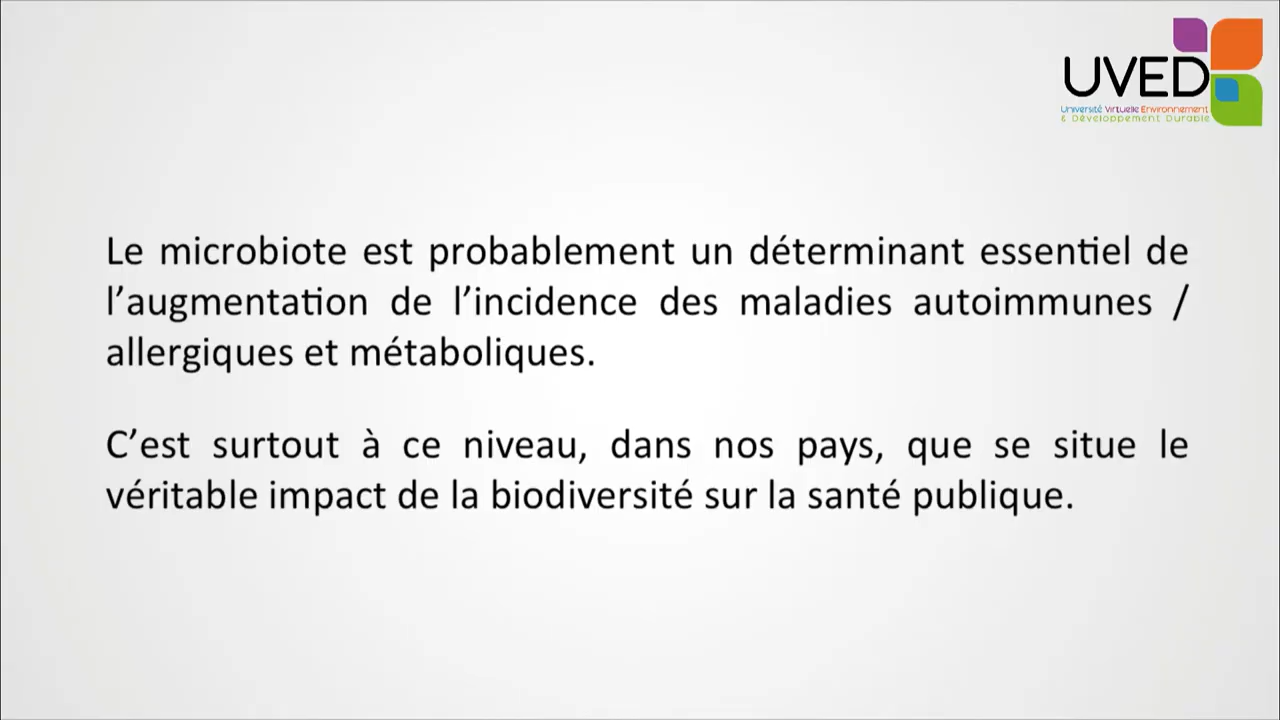 UVED
Université Virtuelle Environnement
& Développement Durable
Le microbiote est probablement un déterminant essentiel de
l’augmentation de l’incidence des maladies autoimmunes /
allergiques et métaboliques.
C’est surtout à ce niveau, dans nos pays, que se situe le
véritable impact de la biodiversité sur la santé publique.